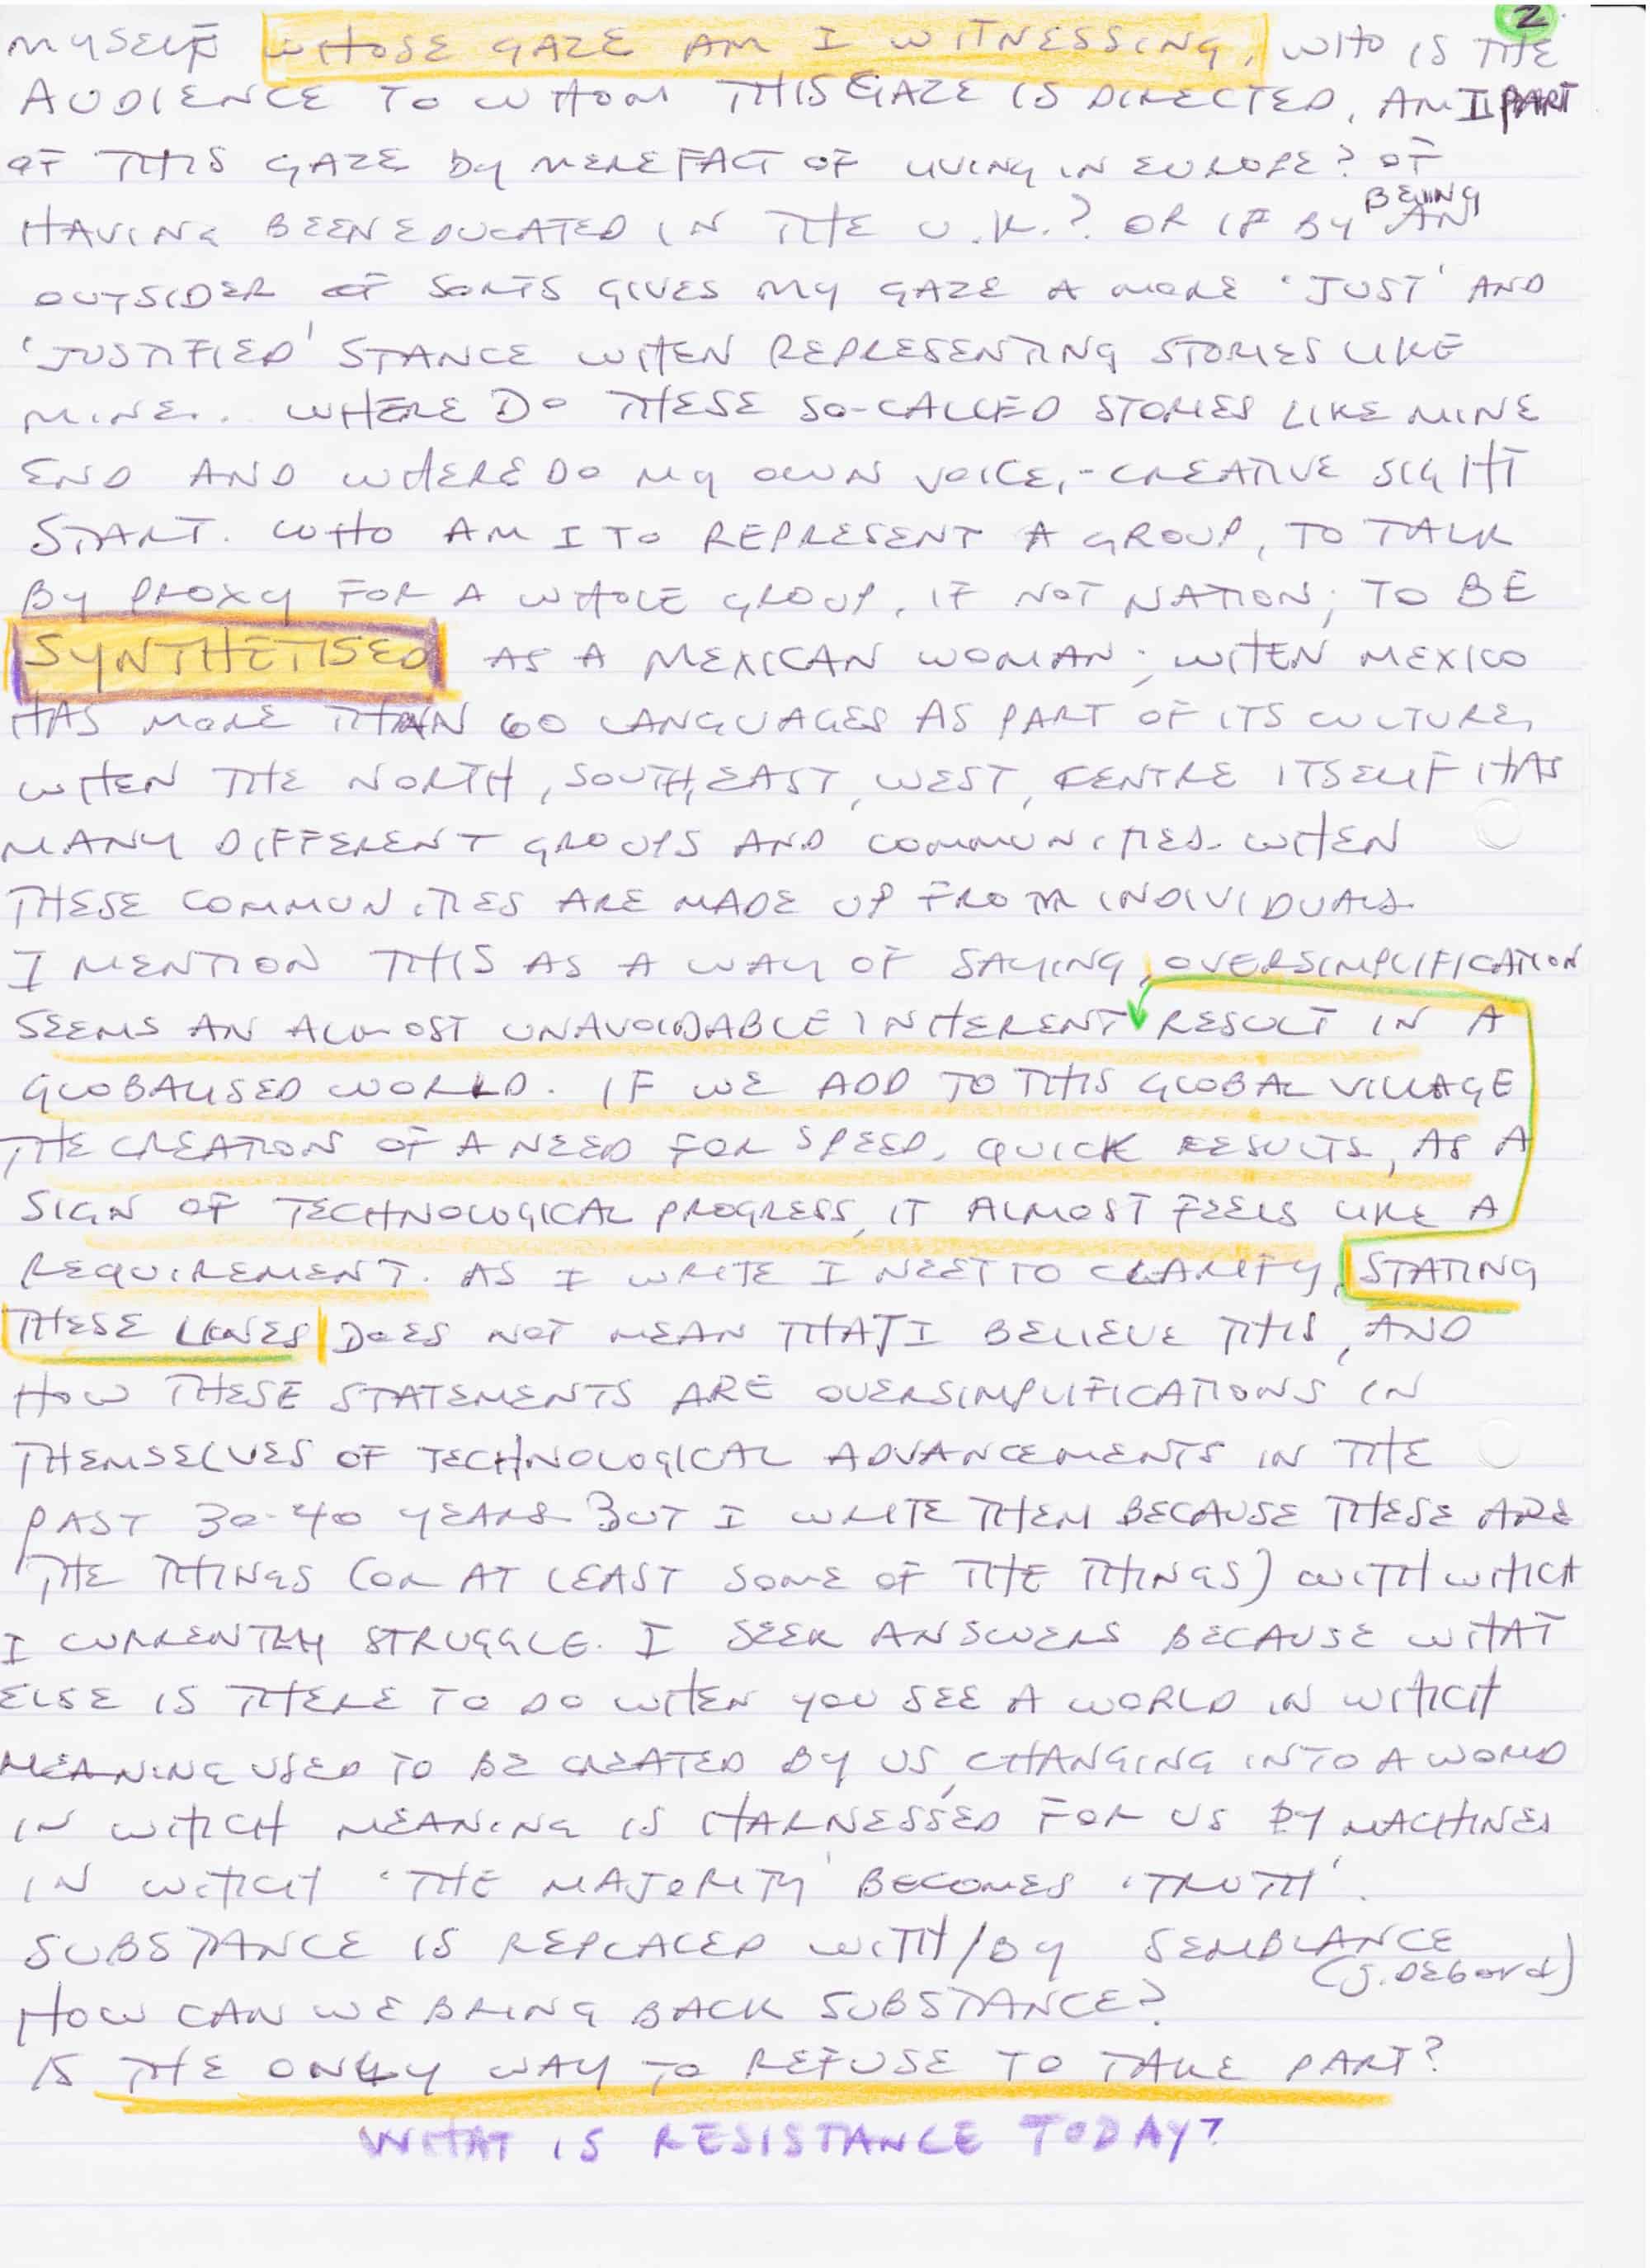 2.
MYSELF WHOSE GAZE AM I WITNESSING, WHO IS THE
AUDIENCE TO WHOM THIS GAZE IS DIRECTED, AM I PART
OF THIS GAZE BY MERE FACT OF LIVING IN EUROPE? OF
HAVING BEEN EDUCATED IN THE U.K.? OR IF BY BEING AN
OUTSIDER OF SORTS GIVES MY GAZE A MORE 'JUST' AND
'JUSTIFIED' STANCE WHEN REPRESENTING STORIES LIKE
MINE.. WHERE DO THESE SO-CALLED STORIES LIKE MINE
END AND WHERE DO MY OWN VOICE,-CREATIVE SIGHT
START. WHO AM I TO REPRESENT A GROUP, TO TALK
BY PROXY FOR A WHOLE GROUP, IF NOT NATION; TO BE
SYNTHETISED AS A MEXICAN WOMAN; WHEN MEXICO
HAS MORE THAN 60 LANGUAGES AS PART OF ITS CULTURE,
WHEN THE NORTH, SOUTH, EAST, WEST, CENTRE ITSELF HAS
MANY DIFFERENT GROUPS AND COMMUNITIES. WHEN
THESE COMMUNITIES ARE MADE UP FROM INDIVIDUALS.
I MENTION THIS AS A WAY OF SAYING, OVERSIMPLIFICATION
SEEMS AN ALMOST UNAVOIDABLE INHERENT RESULT IN A
GLOBALISED WORLD. IF WE ADD TO THIS GLOBAL VILLAGE
THE CREATION OF A NEED FOR SPEED, QUICK RESULTS, AS A
SIGN OF TECHNOLOGICAL PROGRESS, IT ALMOST FEELS LIKE A
REQUIREMENT. AS I WRITE I NEET TO CLARIFY, STATING
THESE LINES DOES NOT MEAN THAT I BELIEVE THIS, AND
HOW THESE STATEMENTS ARE OVERSIMPLIFICATIONS IN
THEMSELVES OF TECHNOLOGICAL ADVANCEMENTS IN THE
PAST 30-40 YEARS BUT I WRITE THEM BECAUSE THESE ARE
THE THINGS (OR AT LEAST SOME OF THE THINGS) WITH WHICH
I CURRENTLY STRUGGLE. I SEEK ANSWERS BECAUSE WHAT
ELSE IS THERE TO DO WHEN YOU SEE A WORLD IN WHICH
MEANING USED TO BE CREATED BY US, CHANGING INTO A WORLD
IN WHICH MEANING IS HARNESSED FOR US BY MACHINES
IN WHICH 'THE MAJORITY' BECOMES 'TRUTH'.
SUBSTANCE IS REPLACED WITH/BY SEMBLANCE
(G. DEBORD)
HOW CAN WE BRING BACK SUBSTANCE?
IS THE ONLY WAY TO REFUSE TO TAKE PART?
WHAT IS RESISTANCE TODAY?